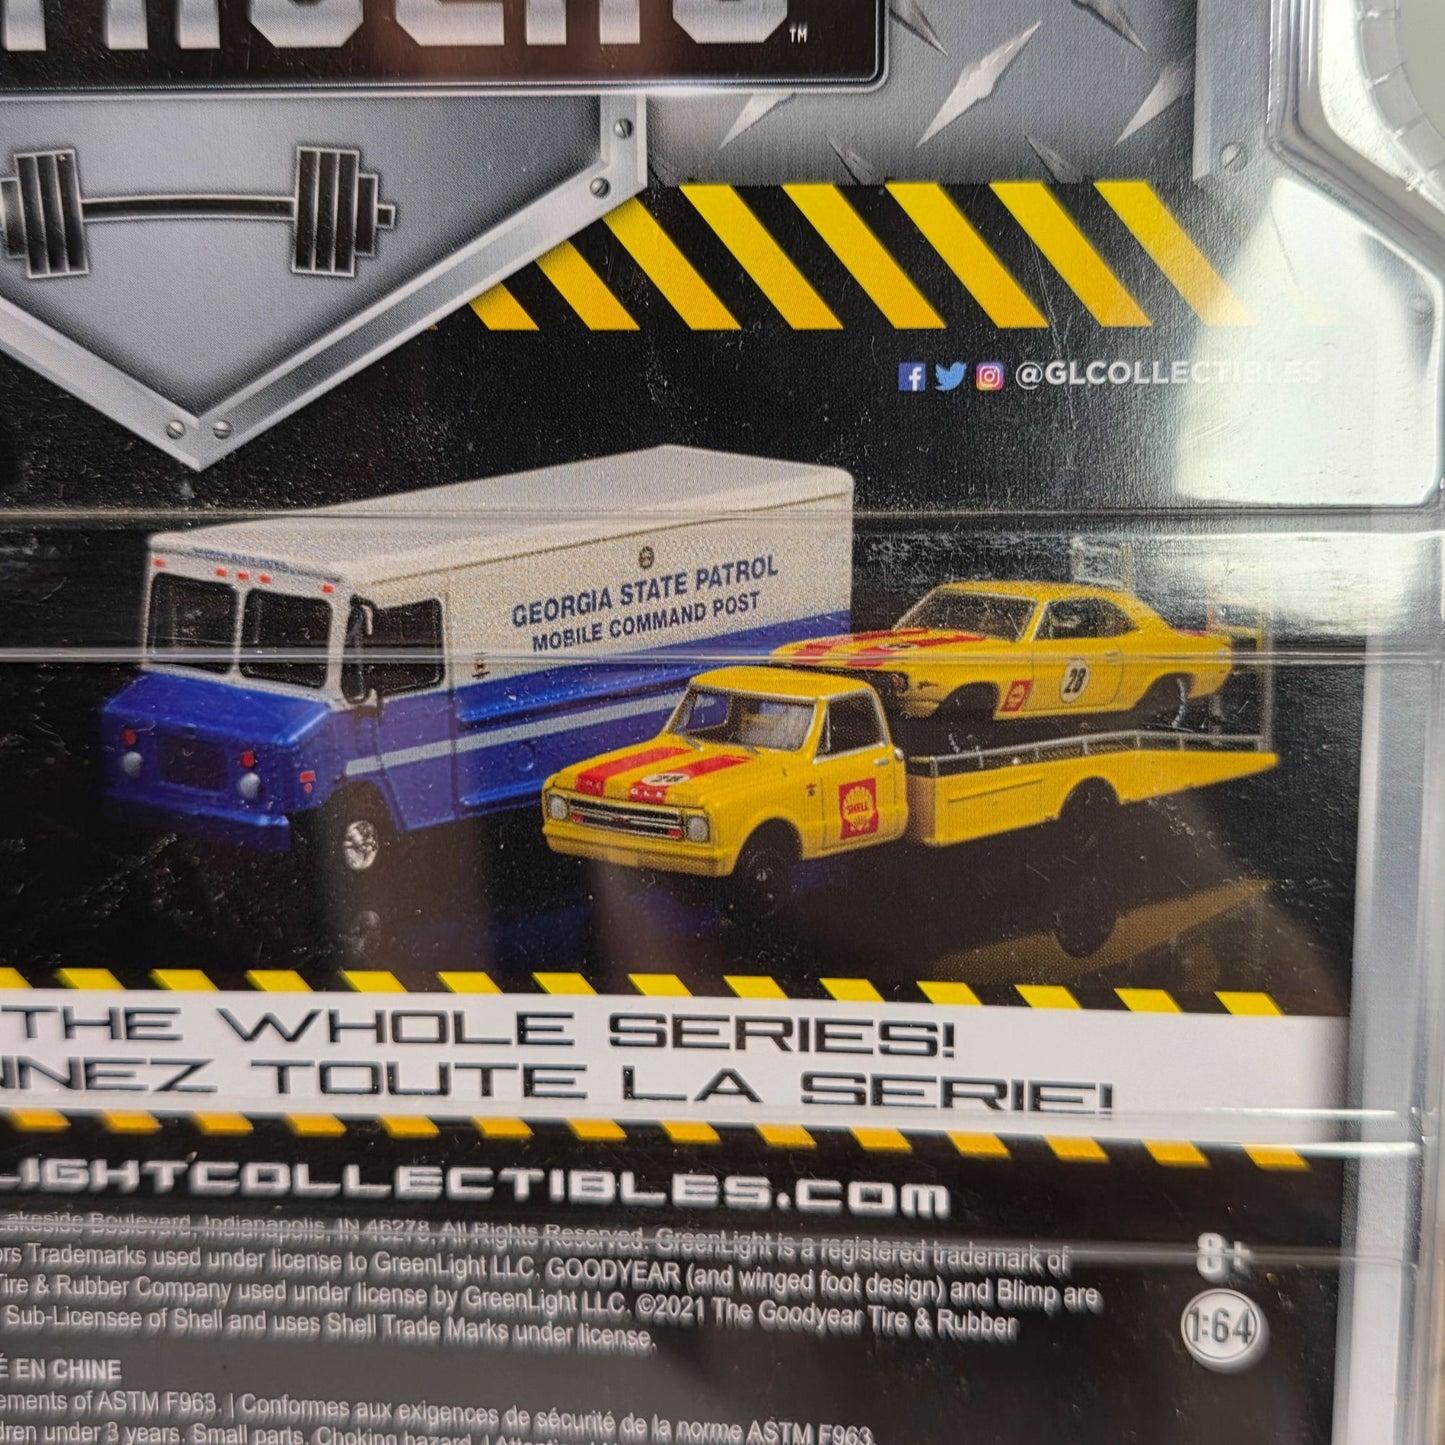 TM
@GLCOLLECTIBLES
GEORGIA STATE PATROL
MOBILE COMMAND POST
28
28
SHELL
THE WHOLE SERIES!
NNEZ TOUTE LA SERIE!
LIGHTCOLLECTIBLES.COM
Lakeside Boulevard, Indianapolis, IN 46278. All Rights Reserved. GreenLight is a registered trademark of
ors Trademarks used under license to GreenLight LLC. GOODYEAR (and winged foot design) and Blimp are
Tire & Rubber Company used under license by GreenLight LLC. ©2021 The Goodyear Tire & Rubber
Sub-Licensee of Shell and uses Shell Trade Marks under license.
8+
1:64
É EN CHINE
ements of ASTM F963. | Conformes aux exigences de sécurité de la norme ASTM F963.
dren under 3 years. Small parts. Choking hazard.